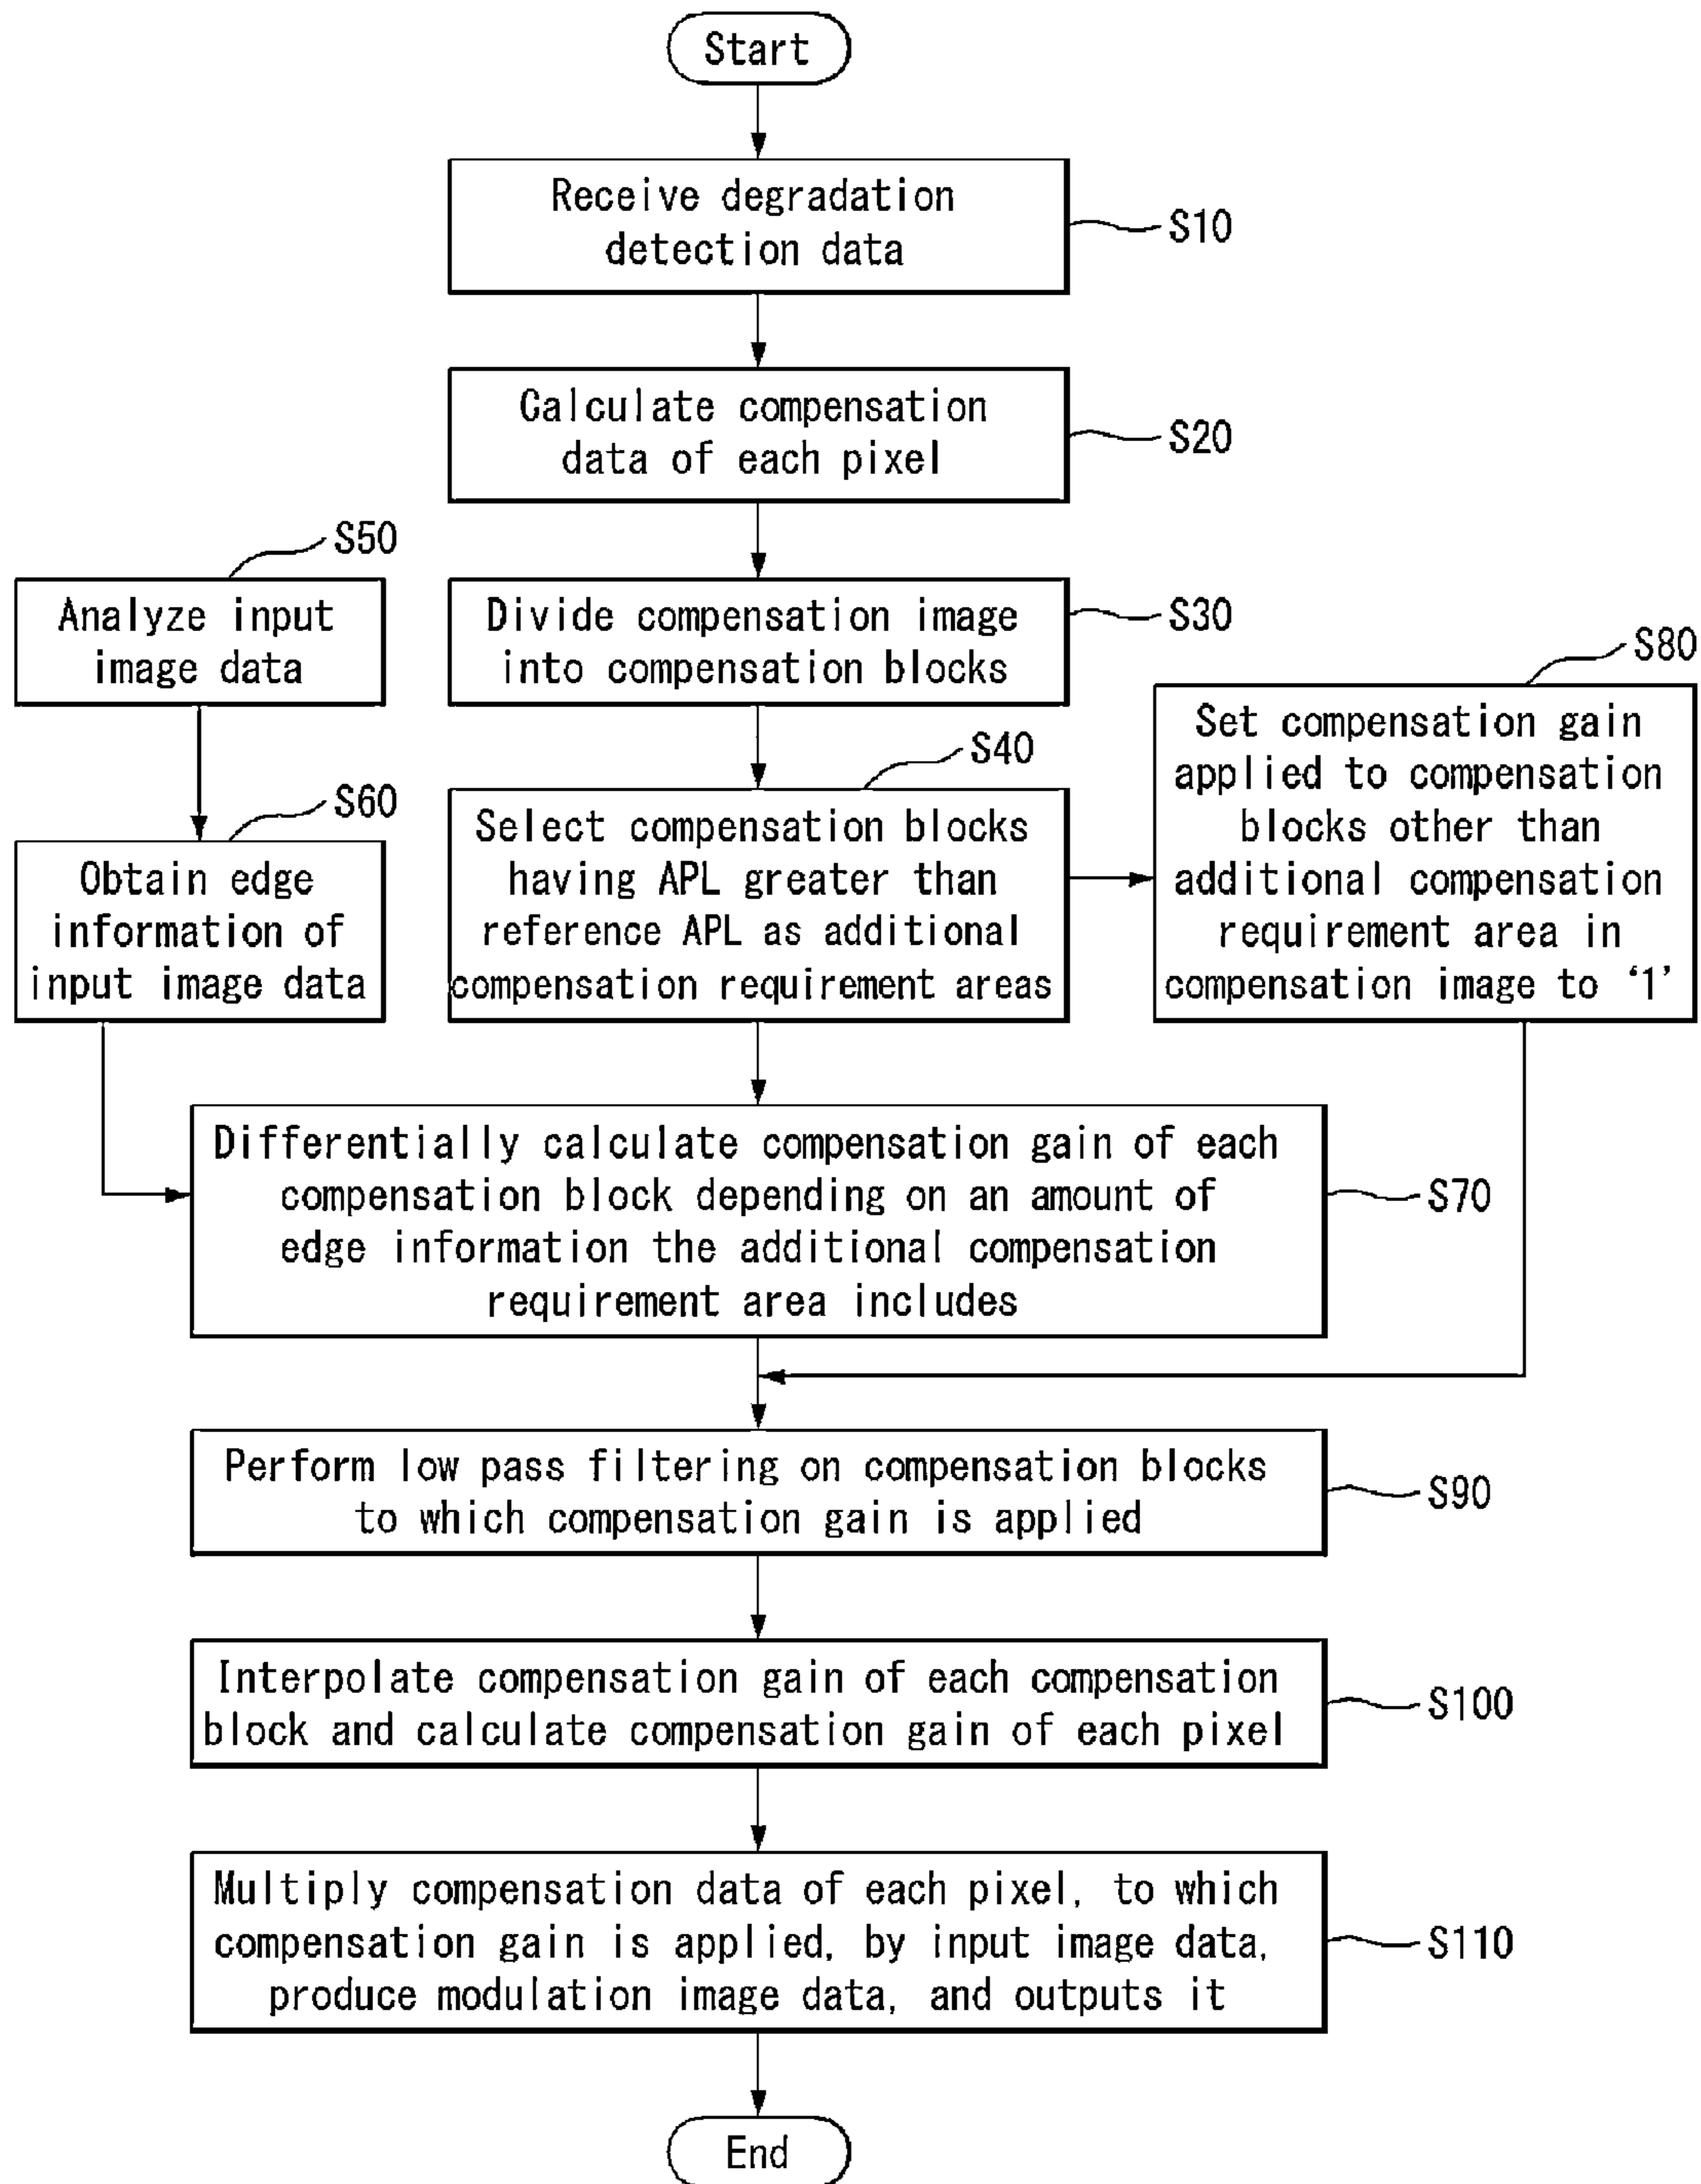 Start
Receive degradation
detection data
S10
Calculate compensation
data of each pixel
S20
S50
Analyze input
image data
Divide compensation image
into compensation blocks
S30
S60
Obtain edge
information of
input image data
S40
Select compensation blocks
having APL greater than
reference APL as additional
compensation requirement areas
S80
Set compensation gain
applied to compensation
blocks other than
additional compensation
requirement area in
compensation image to ‘1’
Differentially calculate compensation gain of each
compensation block depending on an amount of
edge information the additional compensation
requirement area includes
S70
Perform low pass filtering on compensation blocks
to which compensation gain is applied
S90
Interpolate compensation gain of each compensation
block and calculate compensation gain of each pixel
S100
Multiply compensation data of each pixel, to which
compensation gain is applied, by input image data,
produce modulation image data, and outputs it
S110
End